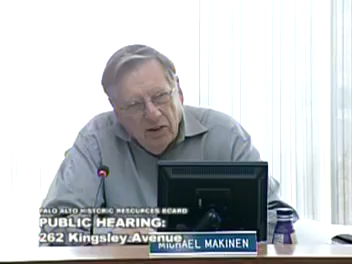 PALO ALTO HISTORIC RESOURCES BOARD
PUBLIC HEARING:
262 Kingsley Avenue
MICHAEL MAKINEN